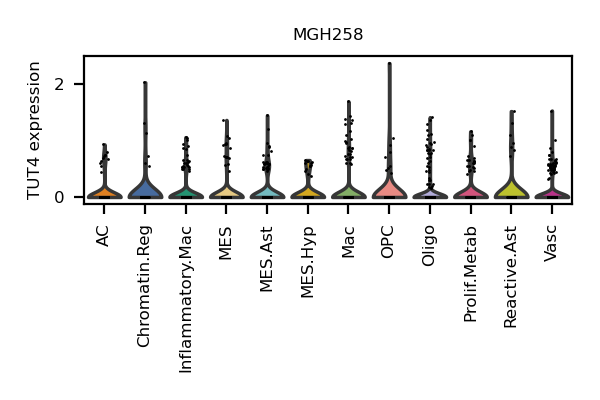 MGH258
TUT4 expression
2
0
AC
Chromatin.Reg
Inflammatory.Mac
MES
MES.Ast
MES.Hyp
Mac
OPC
Oligo
Prolif.Metab
Reactive.Ast
Vasc